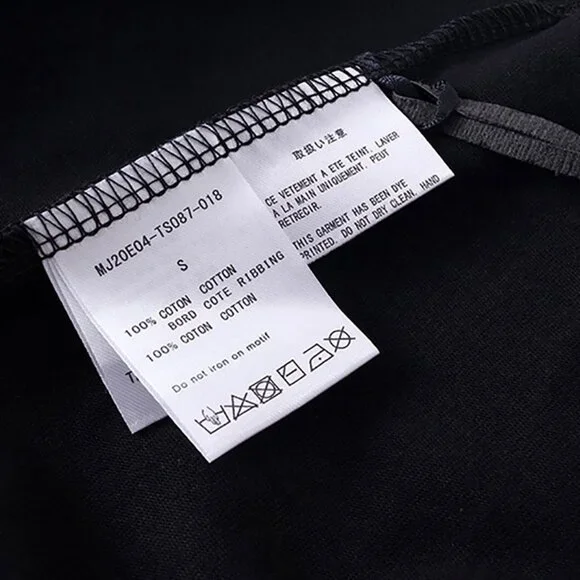 MJ20E04-TS087-018
S
100% COTON COTTON
BORD COTE RIBBING
100% COTON COTTON
Do not iron on motif
取扱い注意
CE VETEMENT A ETE TEINT, LAVER
A LA MAIN UNIQUEMENT. PEUT
RETRECIR.
THIS GARMENT HAS BEEN DYE
PRINTED. DO NOT DRY CLEAN. HAND